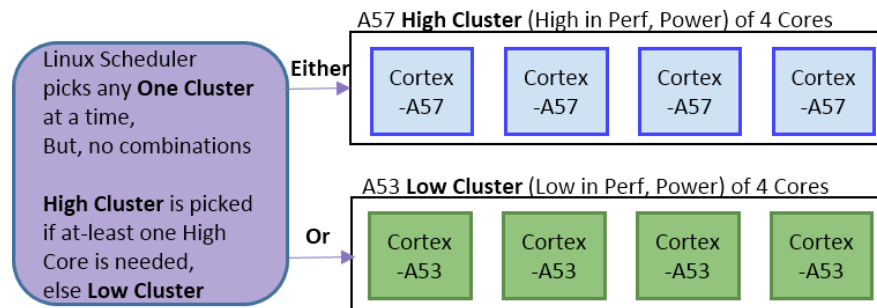 A57 High Cluster (High in Perf, Power) of 4 Cores
Linux Scheduler
picks any One Cluster
at a time,
But, no combinations
High Cluster is picked
if at-least one High
Core is needed,
else Low Cluster
Either
Cortex
-A57
Cortex
-A57
Cortex
-A57
Cortex
-A57
A53 Low Cluster (Low in Perf, Power) of 4 Cores
Or
Cortex
-A53
Cortex
-A53
Cortex
-A53
Cortex
-A53